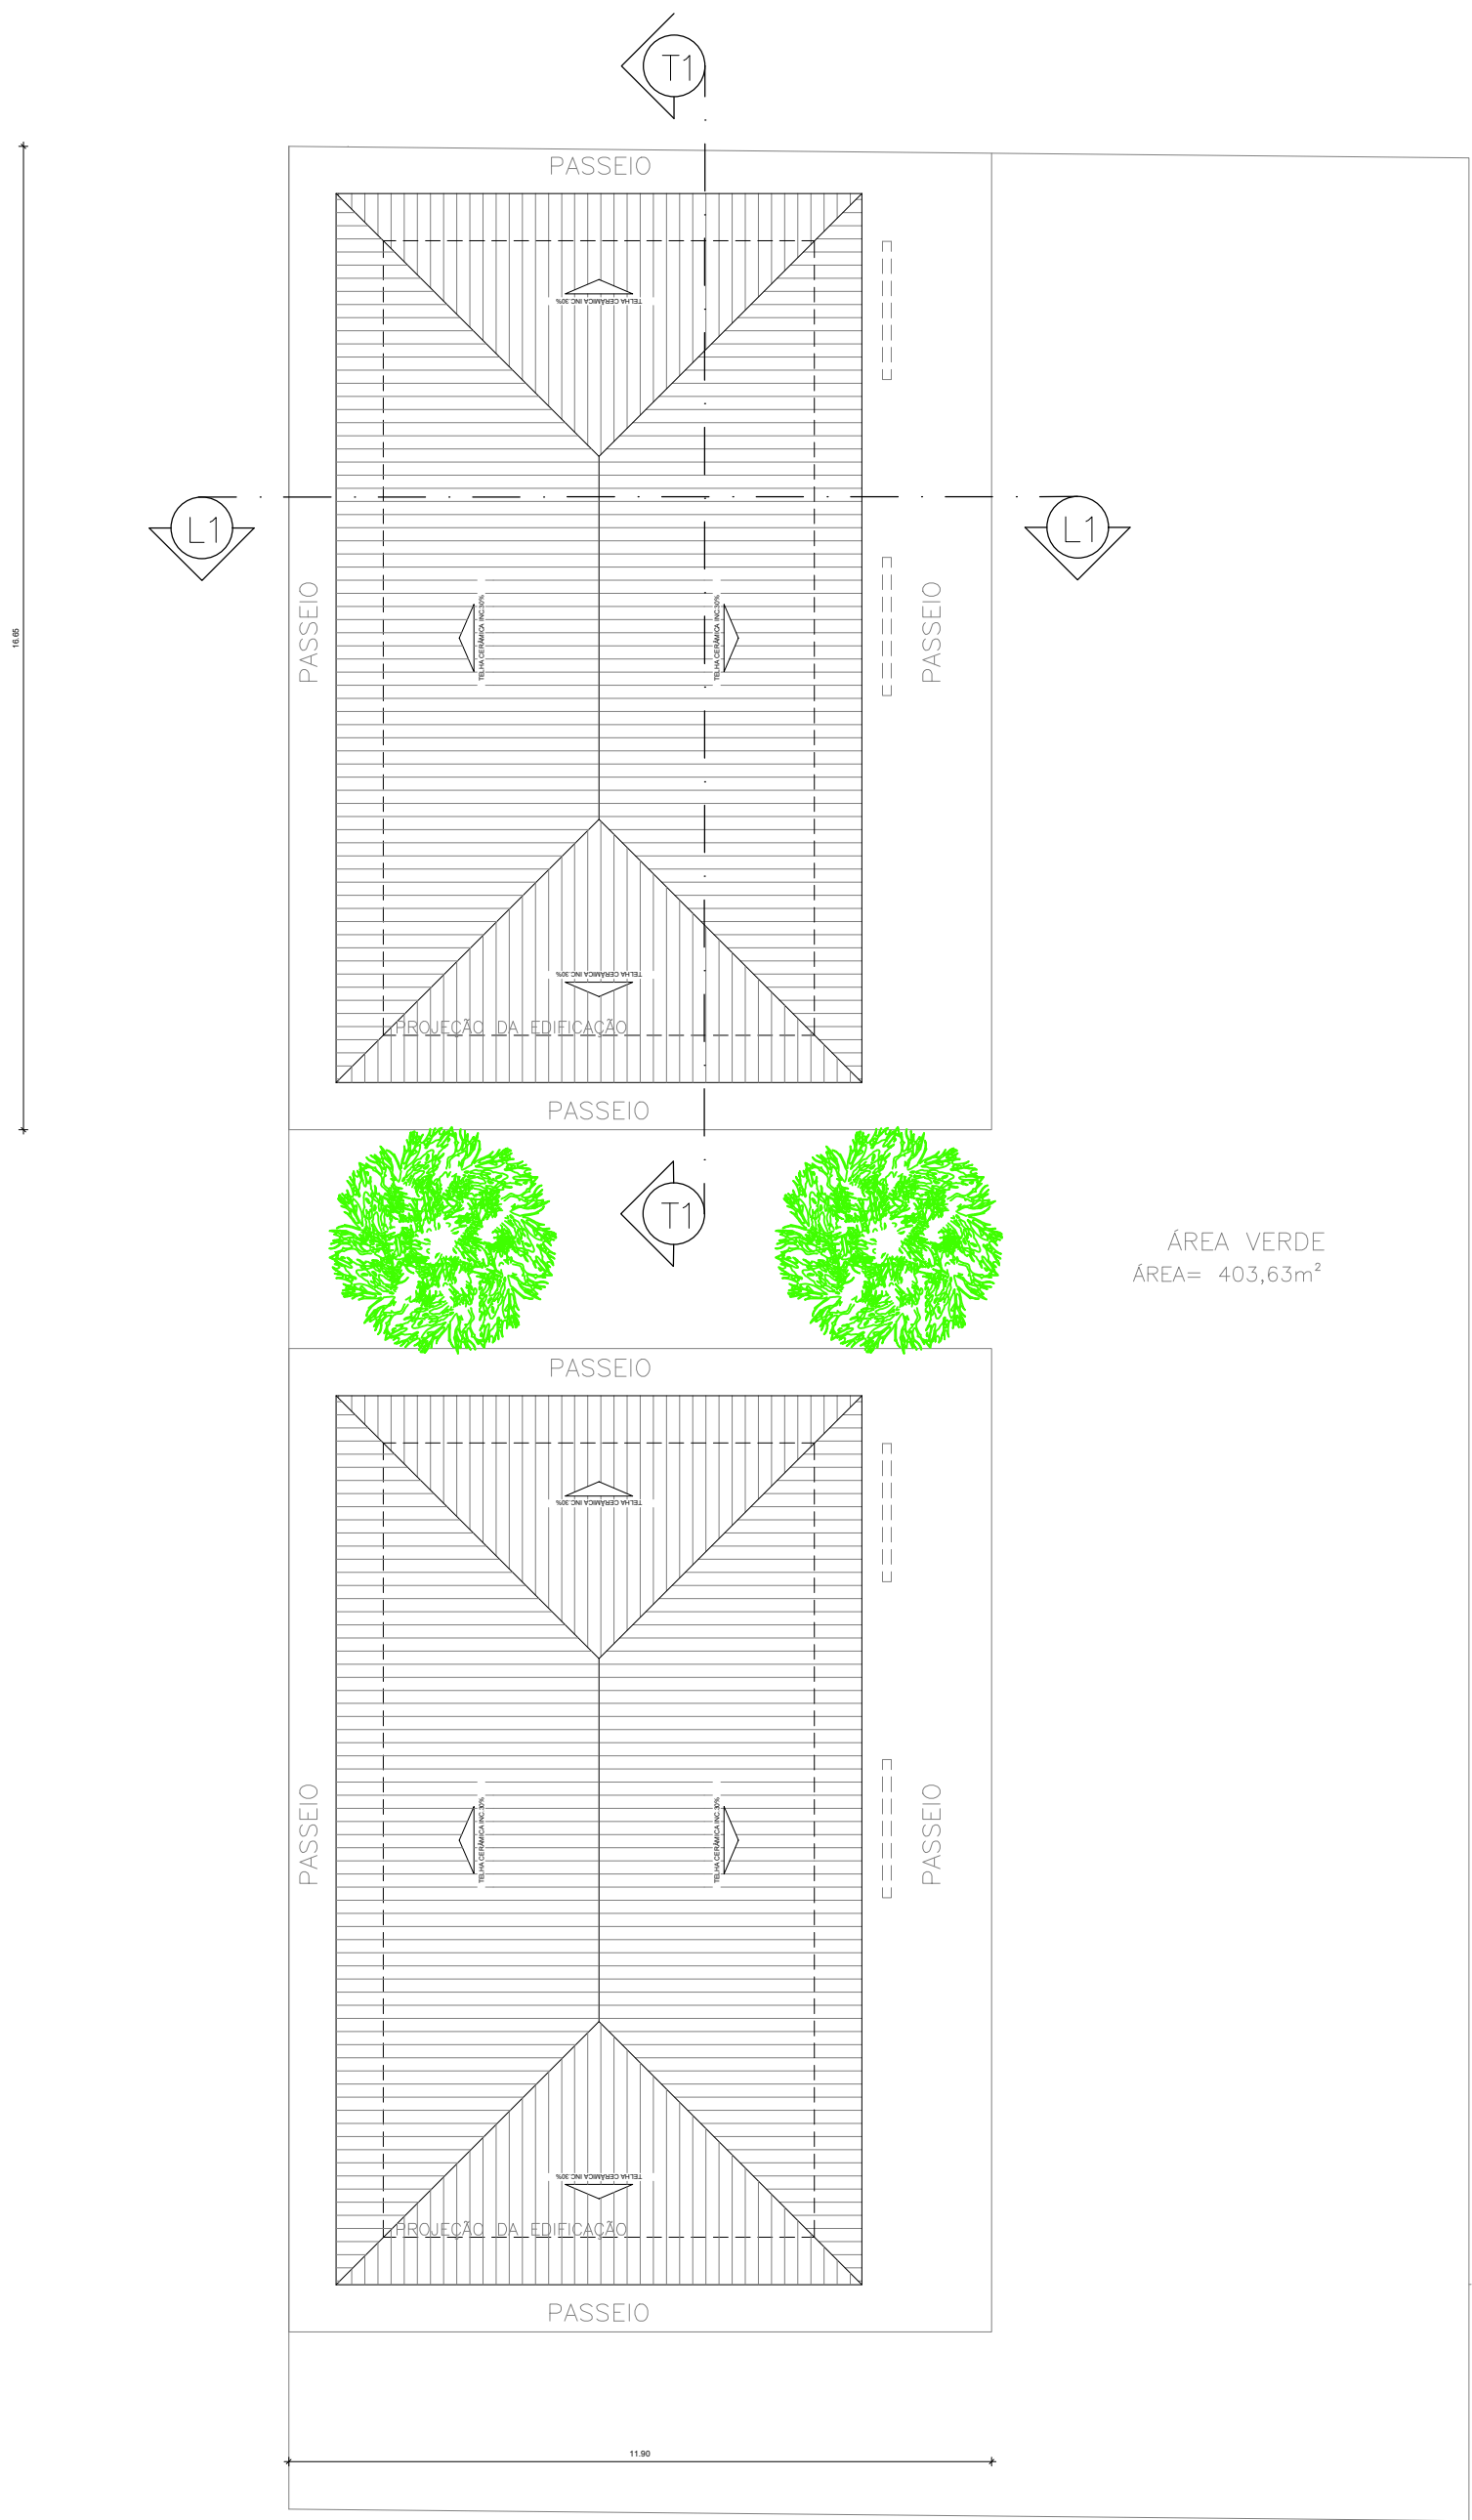 T1
PASSEIO
TELHA CERÂMICA INC.30%
L1
L1
16.65
PASSEIO
TELHA CERÂMICA INC.30%
TELHA CERÂMICA INC.30%
PASSEIO
TELHA CERÂMICA INC.30%
PROJEÇÃO DA EDIFICAÇÃO
PASSEIO
T1
ÁREA VERDE
ÁREA= 403,63m²
PASSEIO
TELHA CERÂMICA INC.30%
PASSEIO
TELHA CERÂMICA INC.30%
TELHA CERÂMICA INC.30%
PASSEIO
TELHA CERÂMICA INC.30%
PROJEÇÃO DA EDIFICAÇÃO
PASSEIO
11.90